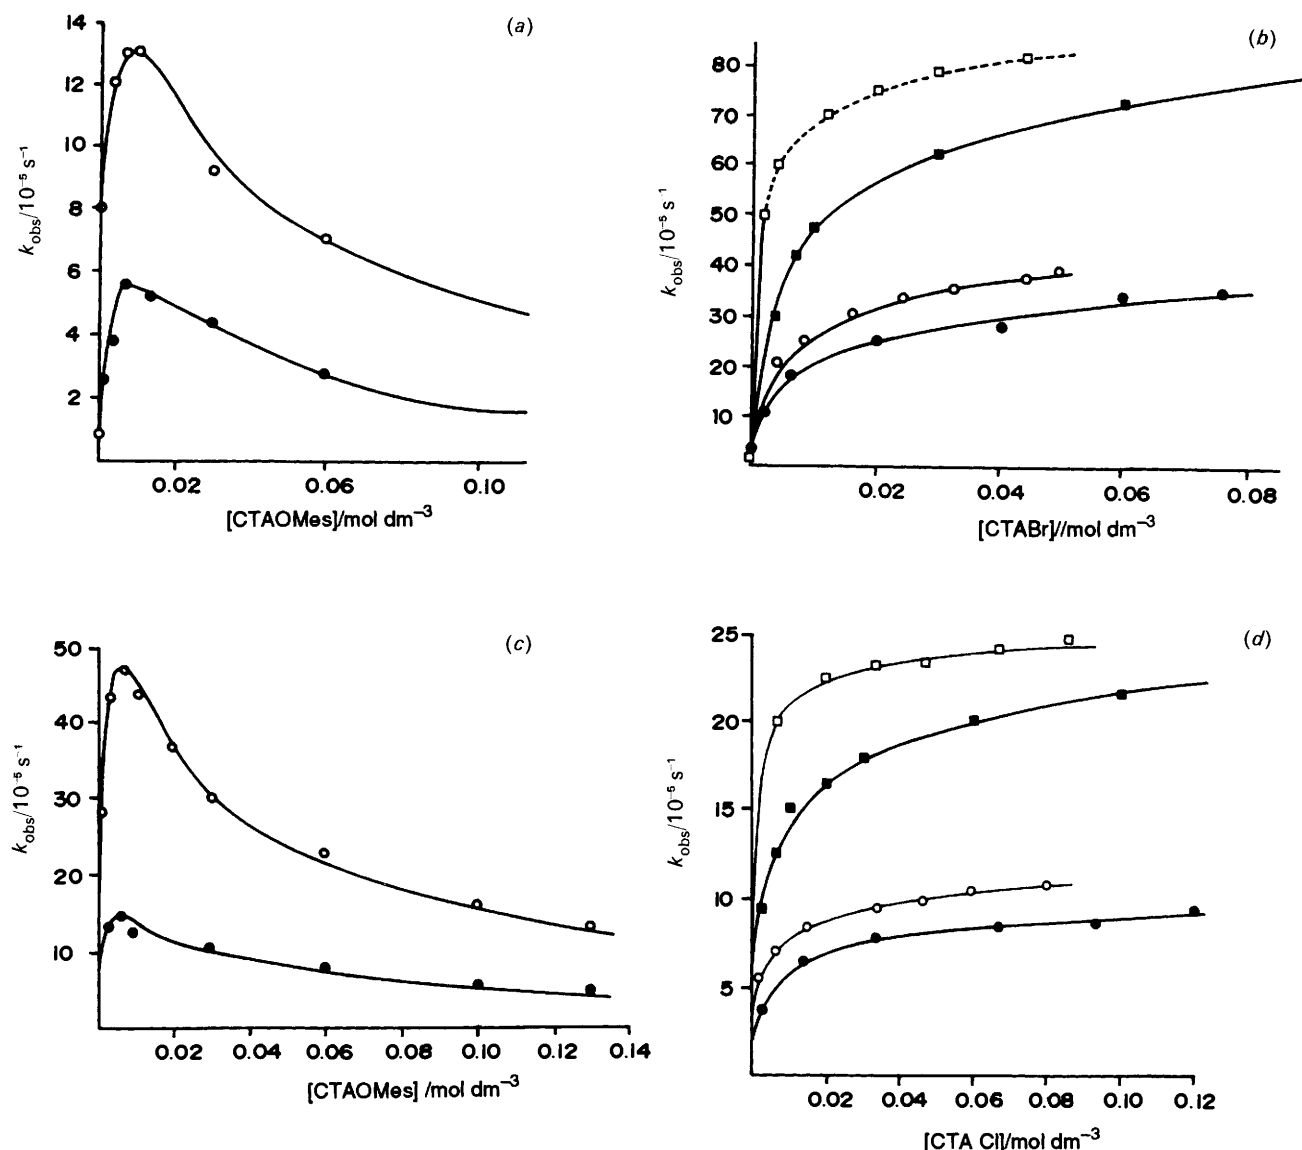 (a)
14
12
10
8
6
4
2
k_obs/10⁻⁵ s⁻¹
0.02 0.06 0.10
[CTAOMes]/mol dm⁻³
(b)
80
70
60
50
40
30
20
10
k_obs/10⁻⁵ s⁻¹
0.02 0.04 0.06 0.08
[CTABr]//mol dm⁻³
(c)
50
40
30
20
10
k_obs/10⁻⁵ s⁻¹
0.02 0.04 0.06 0.08 0.10 0.12 0.14
[CTAOMes] /mol dm⁻³
(d)
25
20
15
10
5
k_obs/10⁻⁵ s⁻¹
0.02 0.04 0.06 0.08 0.10 0.12
[CTA Cl]/mol dm⁻³